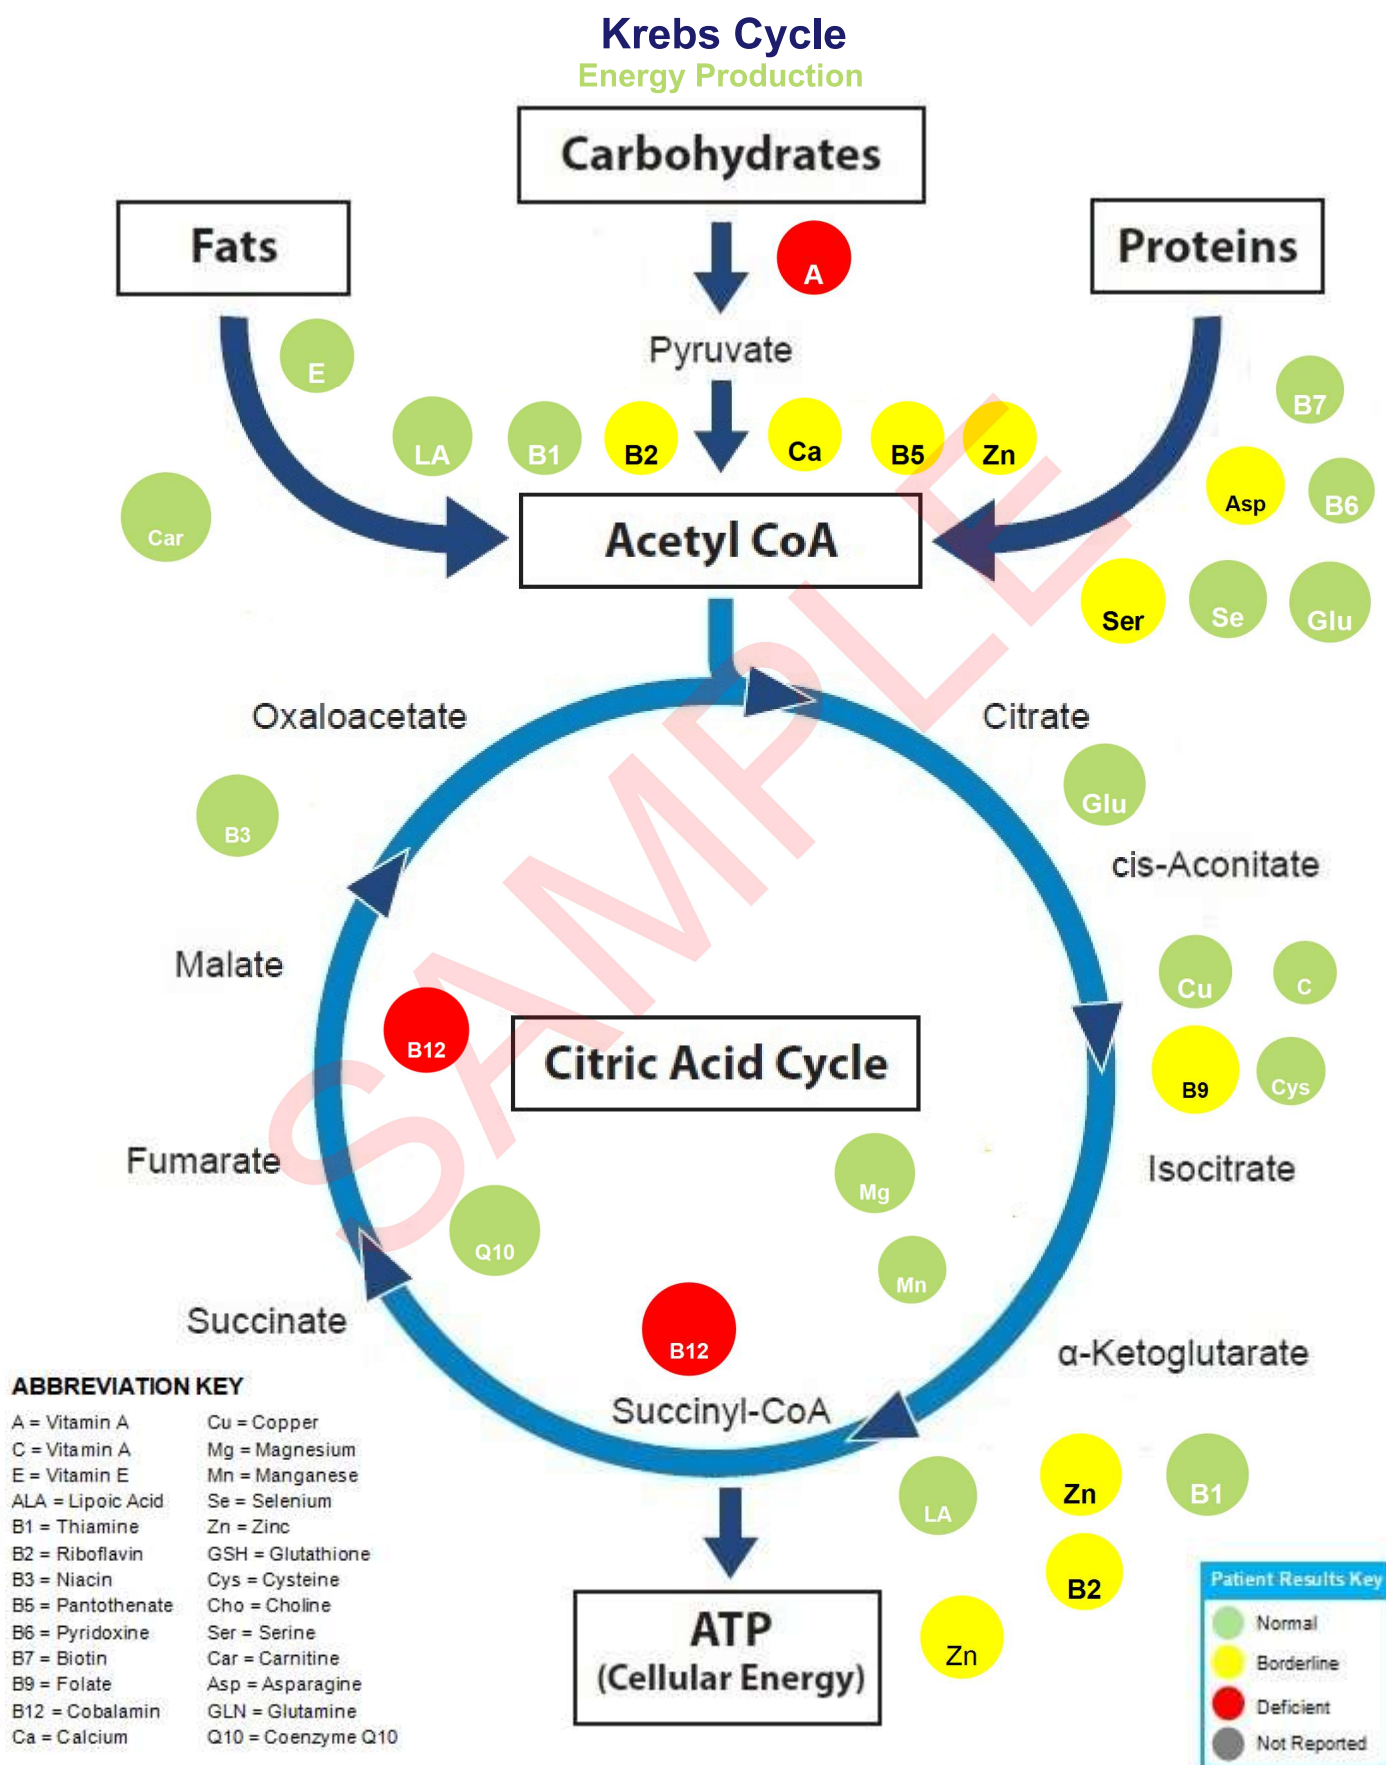 Krebs Cycle
Energy Production
Carbohydrates
Fats
Proteins
A
Pyruvate
E
B7
LA
B1
B2
Ca
B5
Zn
Asp
B6
Car
Acetyl CoA
Ser
Se
Glu
Oxaloacetate
Citrate
Glu
B3
cis-Aconitate
Malate
Cu
C
B12
Citric Acid Cycle
B9
Cys
Fumarate
Isocitrate
Mg
Q10
Mn
Succinate
B12
α-Ketoglutarate
Succinyl-CoA
LA
Zn
B1
B2
Zn
ATP
(Cellular Energy)
SAMPLE
ABBREVIATION KEY
A = Vitamin A
C = Vitamin A
E = Vitamin E
ALA = Lipoic Acid
B1 = Thiamine
B2 = Riboflavin
B3 = Niacin
B5 = Pantothenate
B6 = Pyridoxine
B7 = Biotin
B9 = Folate
B12 = Cobalamin
Ca = Calcium
Cu = Copper
Mg = Magnesium
Mn = Manganese
Se = Selenium
Zn = Zinc
GSH = Glutathione
Cys = Cysteine
Cho = Choline
Ser = Serine
Car = Carnitine
Asp = Asparagine
GLN = Glutamine
Q10 = Coenzyme Q10
Patient Results Key
Normal
Borderline
Deficient
Not Reported